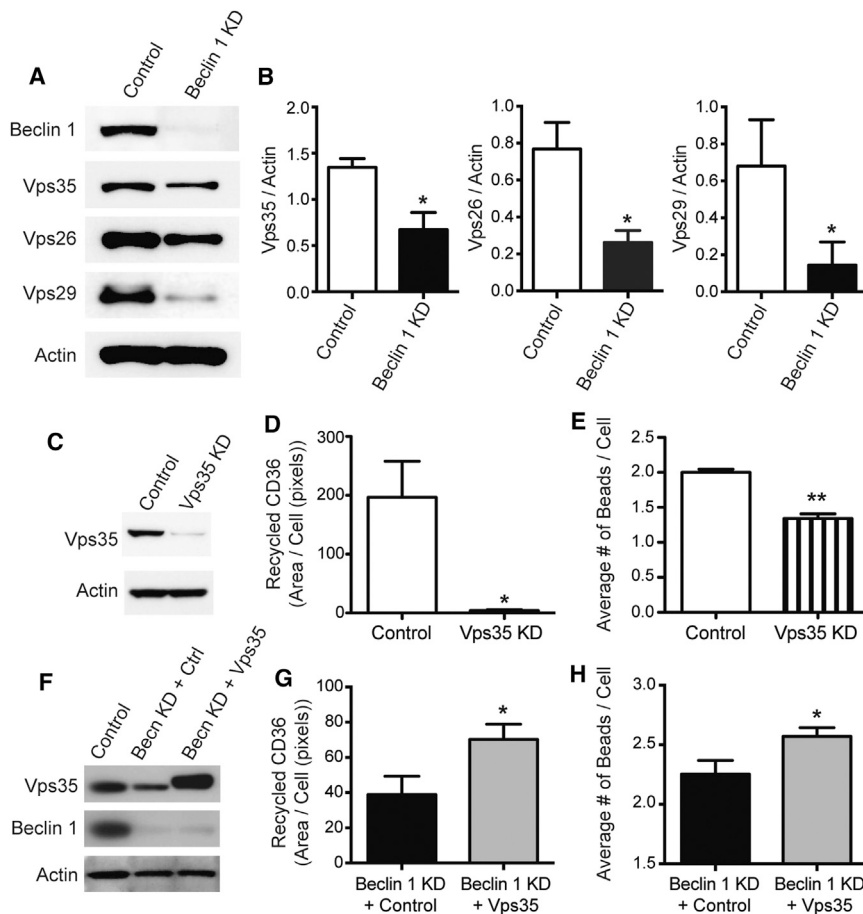 A
Control
Beclin 1 KD
Beclin 1
Vps35
Vps26
Vps29
Actin
B
Vps35 / Actin
2.0
1.5
1.0
0.5
0.0
*
Control
Beclin 1 KD
Vps26 / Actin
1.0
0.8
0.6
0.4
0.2
0.0
*
Control
Beclin 1 KD
Vps29 / Actin
1.0
0.8
0.6
0.4
0.2
0.0
*
Control
Beclin 1 KD
C
Control
Vps35 KD
Vps35
Actin
D
Recycled CD36
(Area / Cell (pixels))
300
200
100
0
*
Control
Vps35 KD
E
Average # of Beads / Cell
2.5
2.0
1.5
1.0
0.5
0.0
**
Control
Vps35 KD
F
Control
Becn KD + Ctrl
Becn KD + Vps35
Vps35
Beclin 1
Actin
G
Recycled CD36
(Area / Cell (pixels))
100
80
60
40
20
0
*
Beclin 1 KD
+ Control
Beclin 1 KD
+ Vps35
H
Average # of Beads / Cell
3.0
2.5
2.0
1.5
*
Beclin 1 KD
+ Control
Beclin 1 KD
+ Vps35